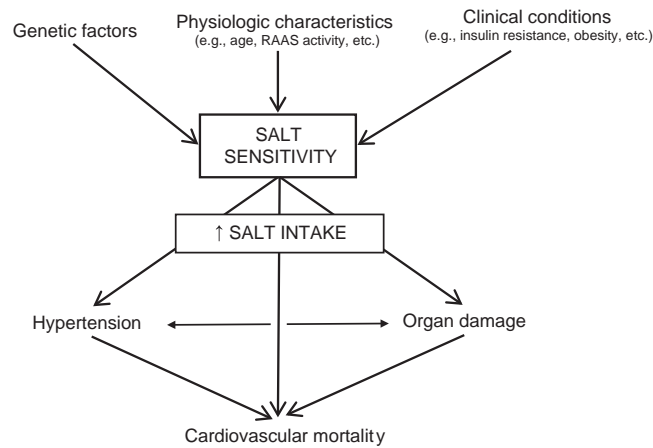 Genetic factors
Physiologic characteristics
(e.g., age, RAAS activity, etc.)
Clinical conditions
(e.g., insulin resistance, obesity, etc.)
SALT
SENSITIVITY
↑ SALT INTAKE
Hypertension
Organ damage
Cardiovascular mortality